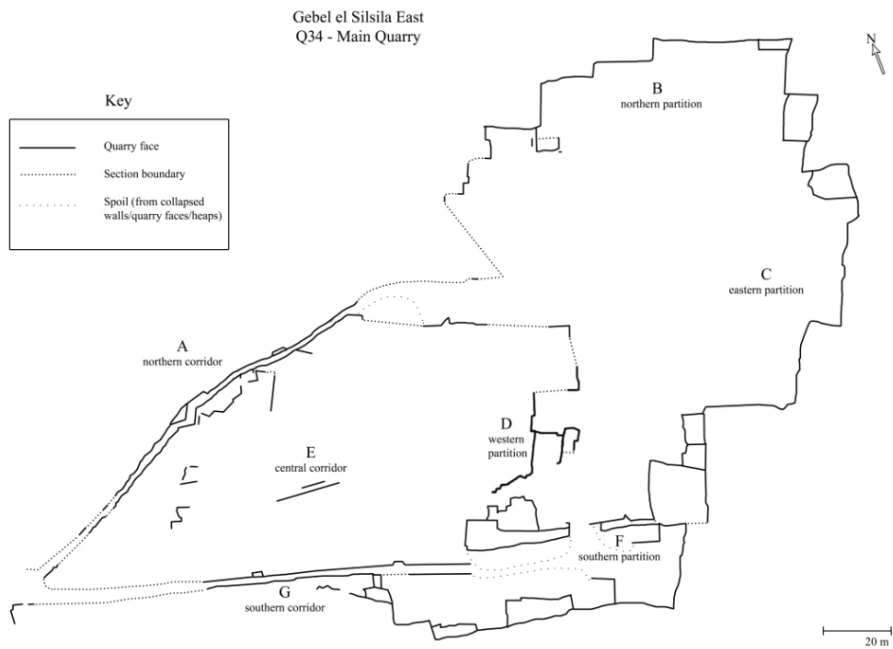 Gebel el Silsila East
Q34 - Main Quarry
N
Key
Quarry face
Section boundary
Spoil (from collapsed
walls/quarry faces/heaps)
B
northern partition
C
eastern partition
A
northern corridor
D
western
partition
E
central corridor
F
southern partition
G
southern corridor
20 m